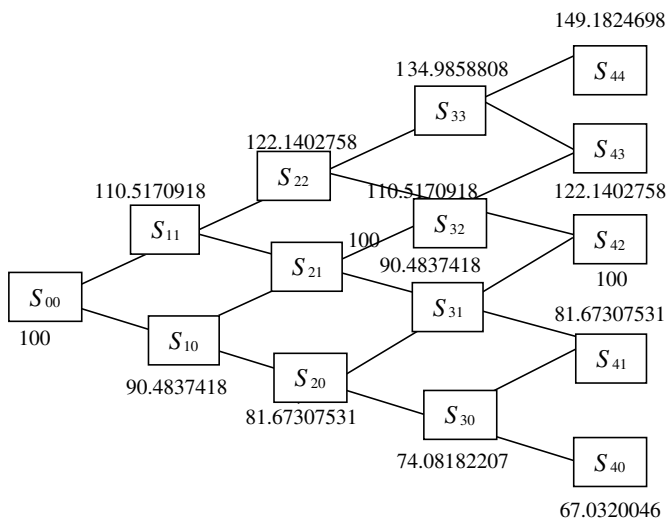 149.1824698
S44
134.9858808
S33
122.1402758
S43
S22
110.5170918
110.5170918
122.1402758
S11
S32
100
S42
S21
90.4837418
100
S00
S31
81.67307531
100
S10
S41
S20
90.4837418
81.67307531
S30
74.08182207
S40
67.0320046